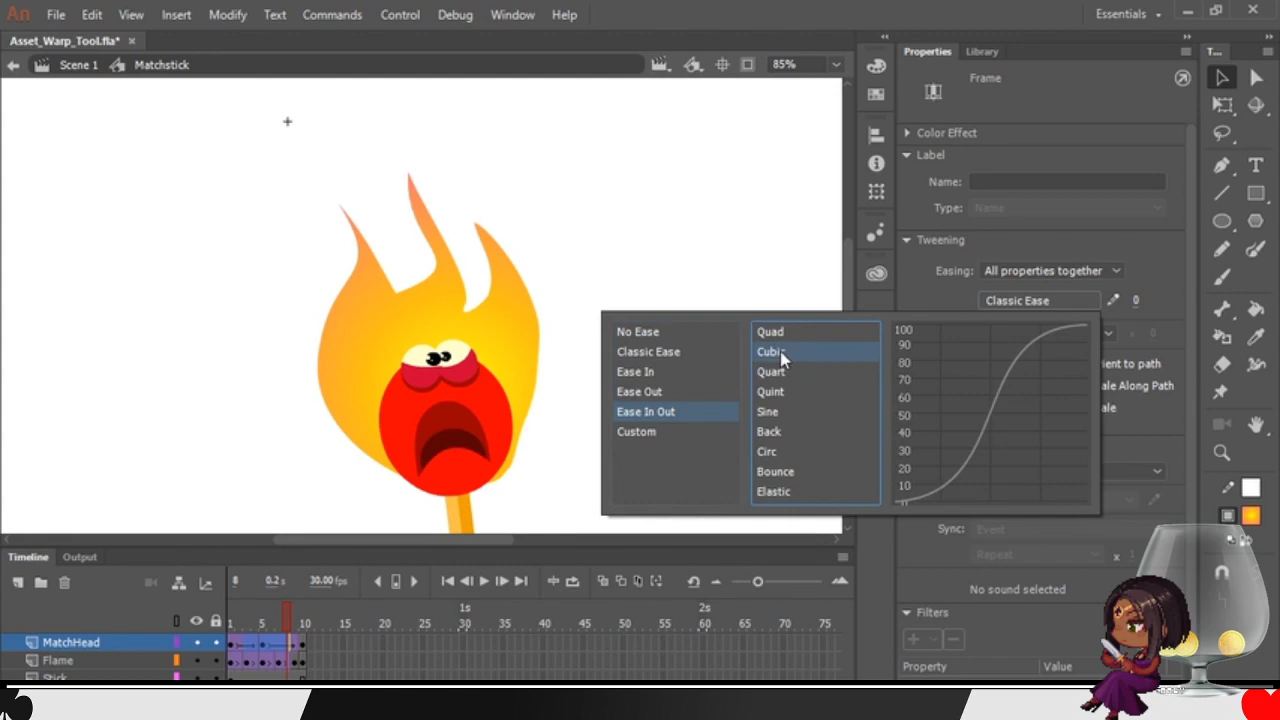 An File Edit View Insert Modify Text Commands Control Debug Window Help Essentials
Asset_Warp_Tool.fla* ×
Scene 1 Matchstick 85%
Properties Library T...
Frame
Color Effect
Label
Name:
Type: Name
Tweening
Easing: All properties together
Classic Ease 0
No Ease
Classic Ease
Ease In
Ease Out
Ease In Out
Custom
Quad
Cubic
Quart
Quint
Sine
Back
Circ
Bounce
Elastic
100
90
80
70
60
50
40
30
20
10
0
x 0
ient to path
ale Along Path
ale
Sync: Event
Repeat x 1
No sound selected
Filters
Property Value
Timeline Output
8 0.2 s 30.00 fps
1s 2s
1 5 10 15 20 25 30 35 40 45 50 55 60 65 70 75
MatchHead
Flame
Stick